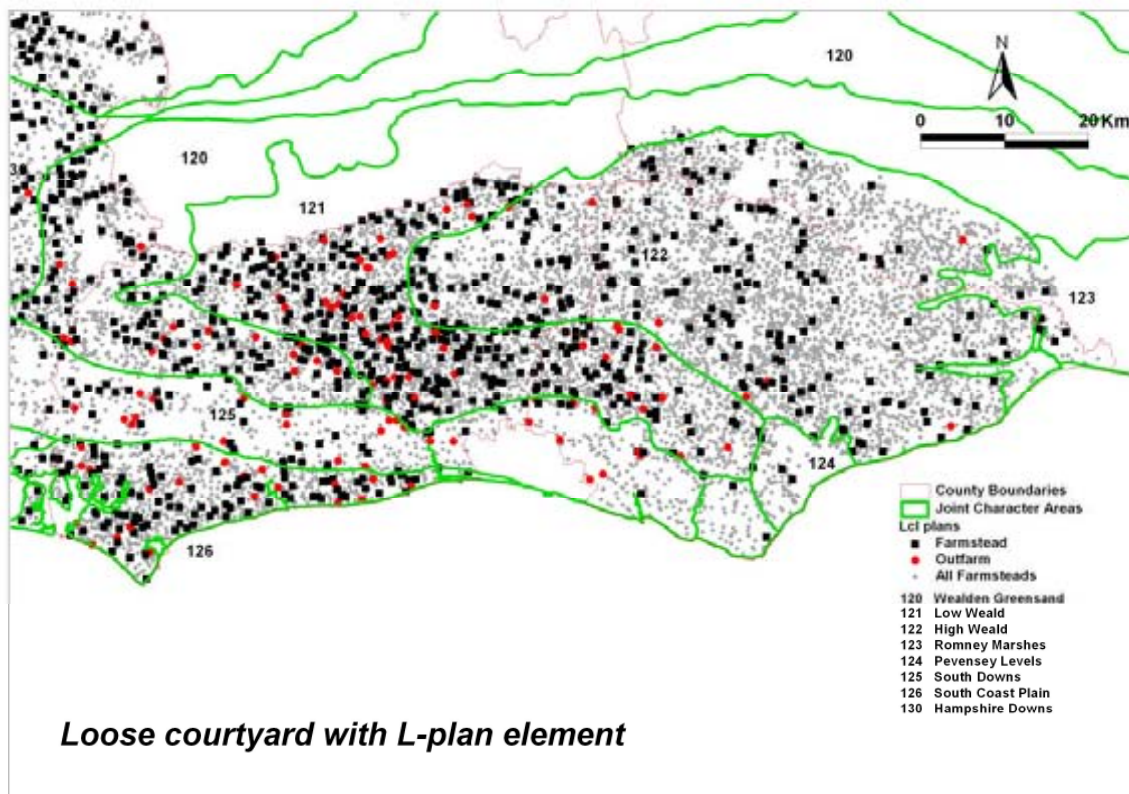 120
N
0 10 20 Km
120
121
122
123
125
124
126
County Boundaries
Joint Character Areas
Lcl plans
Farmstead
Outfarm
All Farmsteads
120 Wealden Greensand
121 Low Weald
122 High Weald
123 Romney Marshes
124 Pevensey Levels
125 South Downs
126 South Coast Plain
130 Hampshire Downs
Loose courtyard with L-plan element